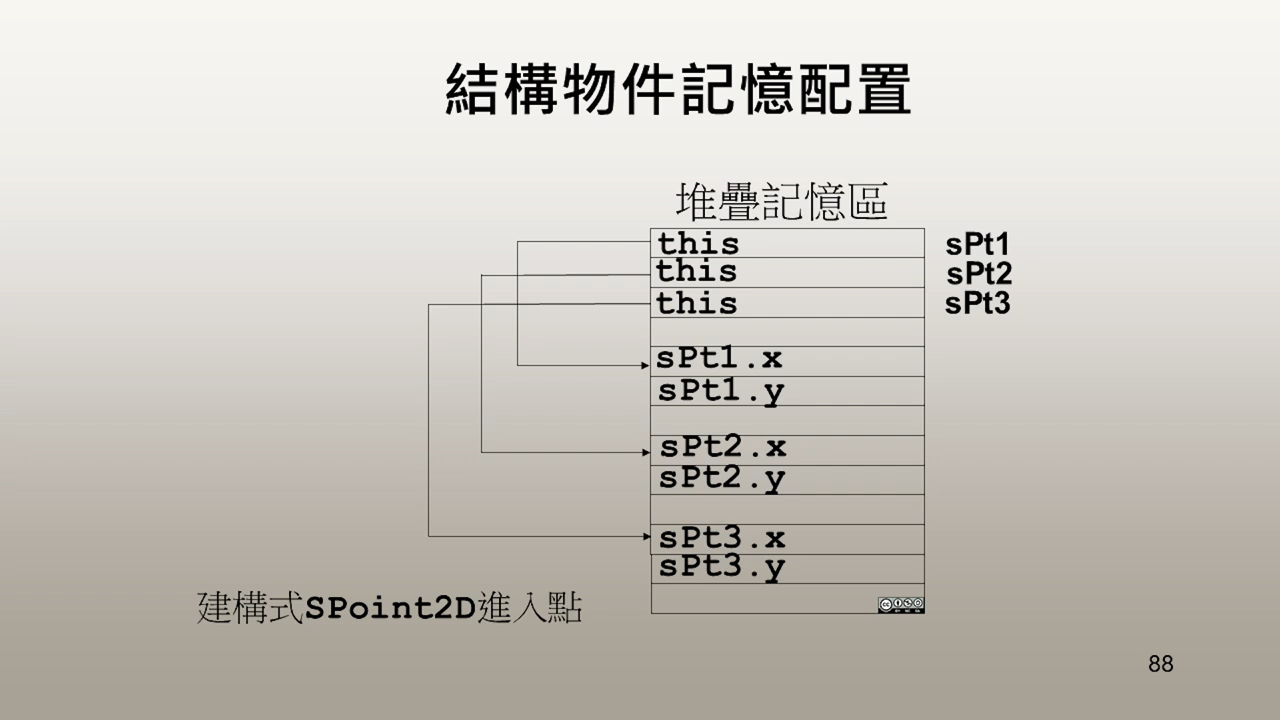 結構物件記憶配置
堆疊記憶區
this sPt1
this sPt2
this sPt3
sPt1.x
sPt1.y
sPt2.x
sPt2.y
sPt3.x
sPt3.y
建構式SPoint2D進入點
88